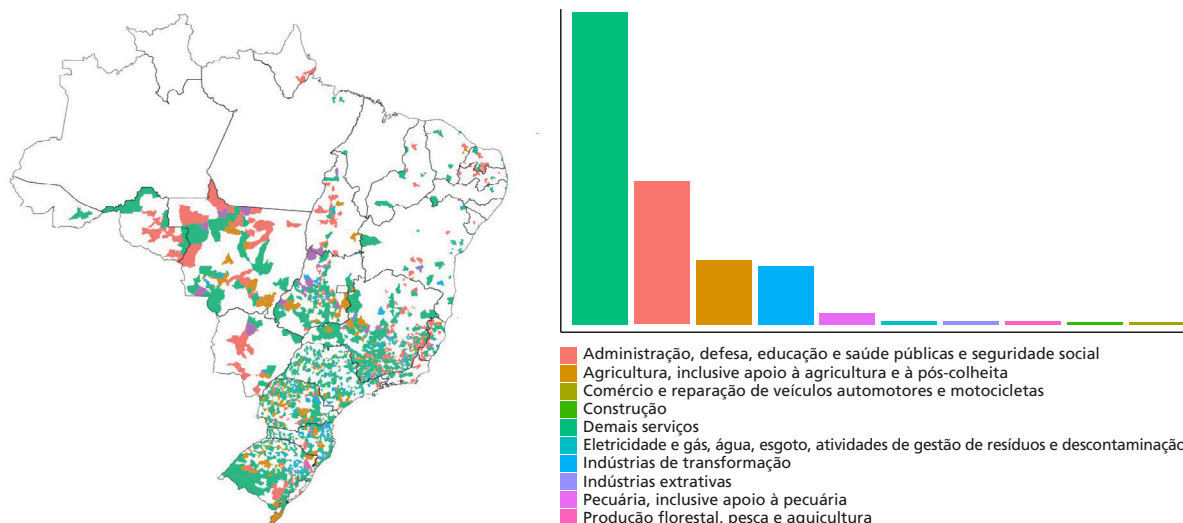 Administração, defesa, educação e saúde públicas e seguridade social
Agricultura, inclusive apoio à agricultura e à pós-colheita
Comércio e reparação de veículos automotores e motocicletas
Construção
Demais serviços
Eletricidade e gás, água, esgoto, atividades de gestão de resíduos e descontaminação
Indústrias de transformação
Indústrias extrativas
Pecuária, inclusive apoio à pecuária
Produção florestal, pesca e aquicultura